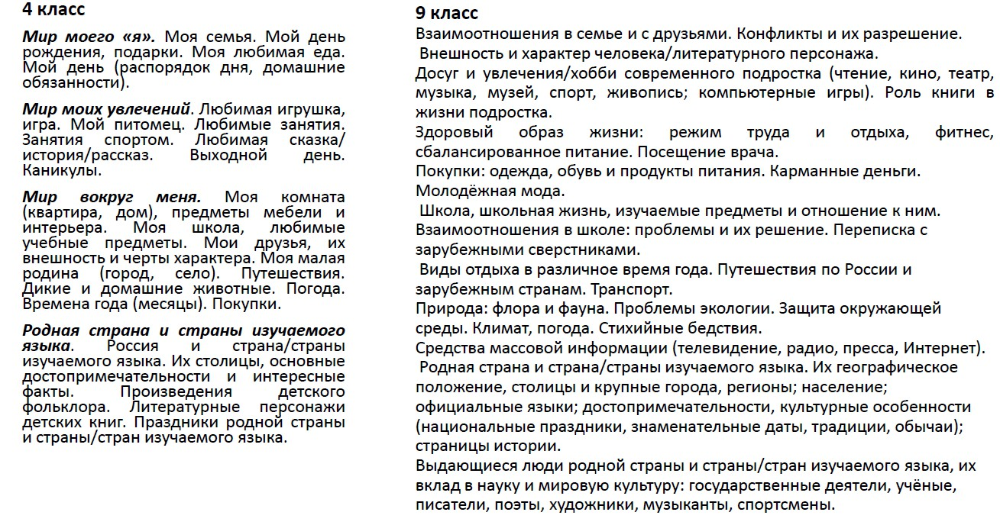 4 класс
Мир моего «я». Моя семья. Мой день
рождения, подарки. Моя любимая еда.
Мой день (распорядок дня, домашние
обязанности).
Мир моих увлечений. Любимая игрушка,
игра. Мой питомец. Любимые занятия.
Занятия спортом. Любимая сказка/
история/рассказ. Выходной день.
Каникулы.
Мир вокруг меня. Моя комната
(квартира, дом), предметы мебели и
интерьера. Моя школа, любимые
учебные предметы. Мои друзья, их
внешность и черты характера. Моя малая
родина (город, село). Путешествия.
Дикие и домашние животные. Погода.
Времена года (месяцы). Покупки.
Родная страна и страны изучаемого
языка. Россия и страна/страны
изучаемого языка. Их столицы, основные
достопримечательности и интересные
факты. Произведения детского
фольклора. Литературные персонажи
детских книг. Праздники родной страны
и страны/стран изучаемого языка.
9 класс
Взаимоотношения в семье и с друзьями. Конфликты и их разрешение.
Внешность и характер человека/литературного персонажа.
Досуг и увлечения/хобби современного подростка (чтение, кино, театр,
музыка, музей, спорт, живопись; компьютерные игры). Роль книги в
жизни подростка.
Здоровый образ жизни: режим труда и отдыха, фитнес,
сбалансированное питание. Посещение врача.
Покупки: одежда, обувь и продукты питания. Карманные деньги.
Молодёжная мода.
Школа, школьная жизнь, изучаемые предметы и отношение к ним.
Взаимоотношения в школе: проблемы и их решение. Переписка с
зарубежными сверстниками.
Виды отдыха в различное время года. Путешествия по России и
зарубежным странам. Транспорт.
Природа: флора и фауна. Проблемы экологии. Защита окружающей
среды. Климат, погода. Стихийные бедствия.
Средства массовой информации (телевидение, радио, пресса, Интернет).
Родная страна и страна/страны изучаемого языка. Их географическое
положение, столицы и крупные города, регионы; население;
официальные языки; достопримечательности, культурные особенности
(национальные праздники, знаменательные даты, традиции, обычаи);
страницы истории.
Выдающиеся люди родной страны и страны/стран изучаемого языка, их
вклад в науку и мировую культуру: государственные деятели, учёные,
писатели, поэты, художники, музыканты, спортсмены.